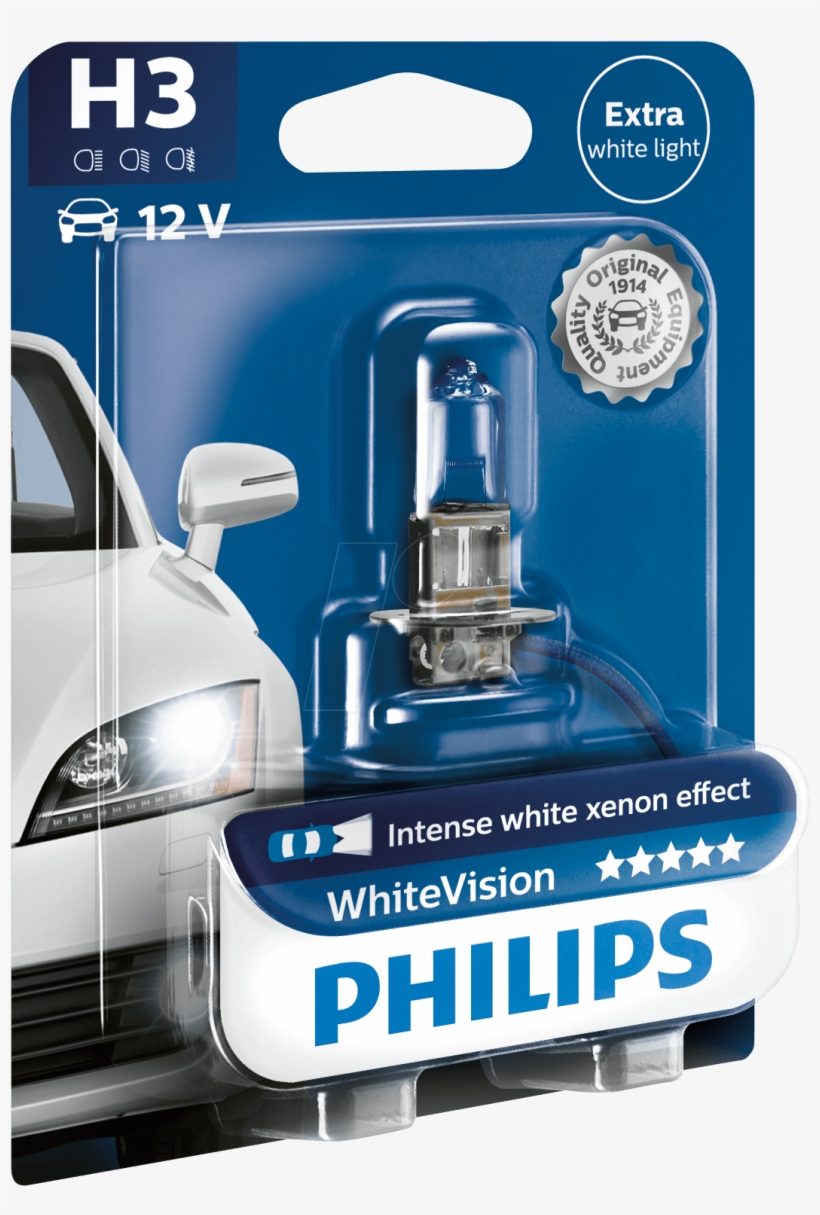 H3
Extra
white light
12 V
Original
1914
Quality
Equipment
Intense white xenon effect
WhiteVision
PHILIPS